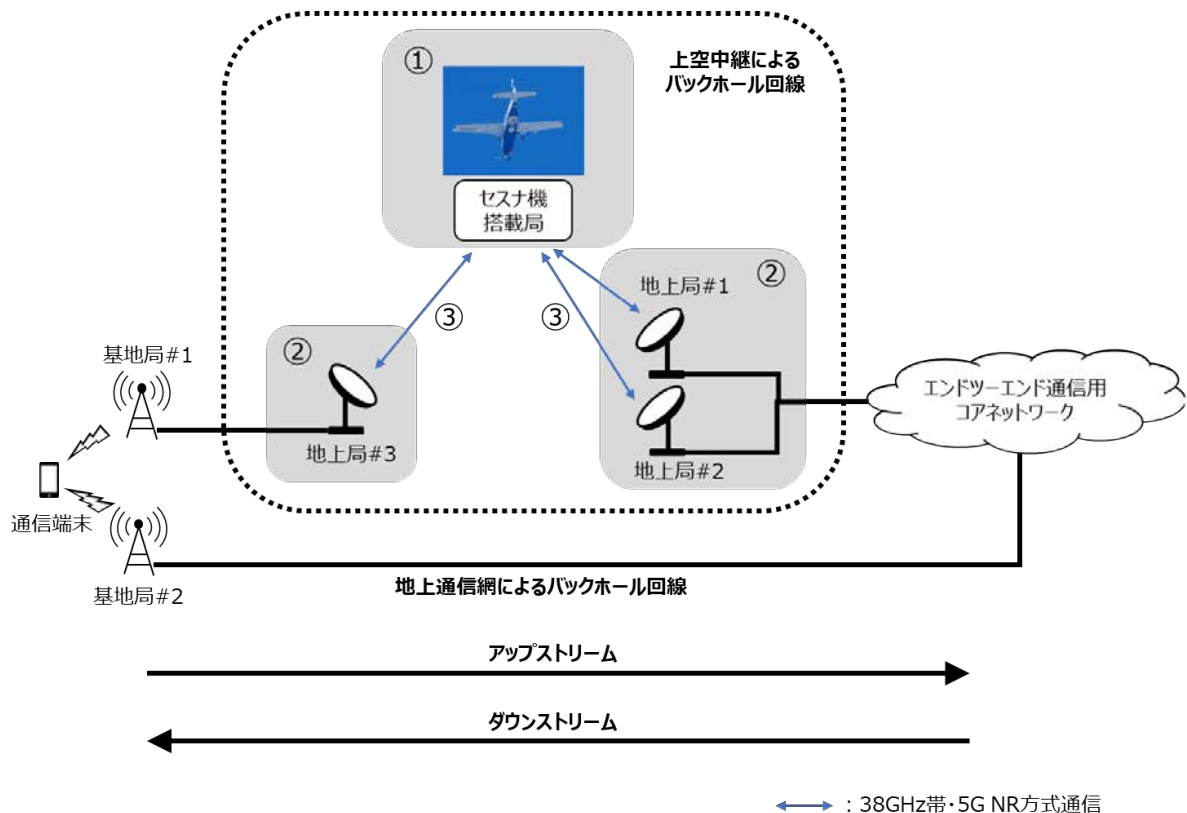 上空中継による
バックホール回線
①
セスナ機
搭載局
②
地上局#1
③
③
②
地上局#2
地上局#3
基地局#1
通信端末
基地局#2
エンドツーエンド通信用
コアネットワーク
地上通信網によるバックホール回線
アップストリーム
ダウンストリーム
：38GHz帯・5G NR方式通信